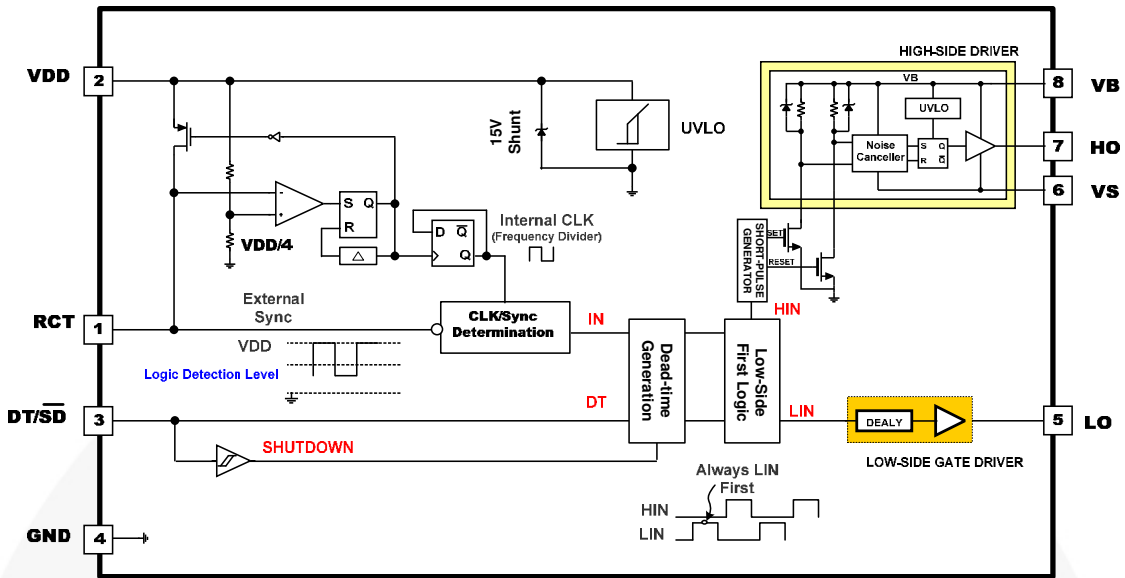 HIGH-SIDE DRIVER
VDD
2
VB
8
VB
UVLO
15V
Shunt
UVLO
Noise
Canceller
S
Q
R
Q̅
7
HO
6
VS
-
+
S
Q
R
VDD/4
△
D
Q̅
Q
Internal CLK
(Frequency Divider)
SHORT-PULSE
GENERATOR
SET
RESET
HIN
RCT
1
External
Sync
CLK/Sync
Determination
IN
VDD
Logic Detection Level
Dead-time
Generation
Low-Side
First Logic
DT/S̅D̅
3
DT
LIN
DEALY
5
LO
SHUTDOWN
LOW-SIDE GATE DRIVER
Always LIN
First
HIN
LIN
GND
4